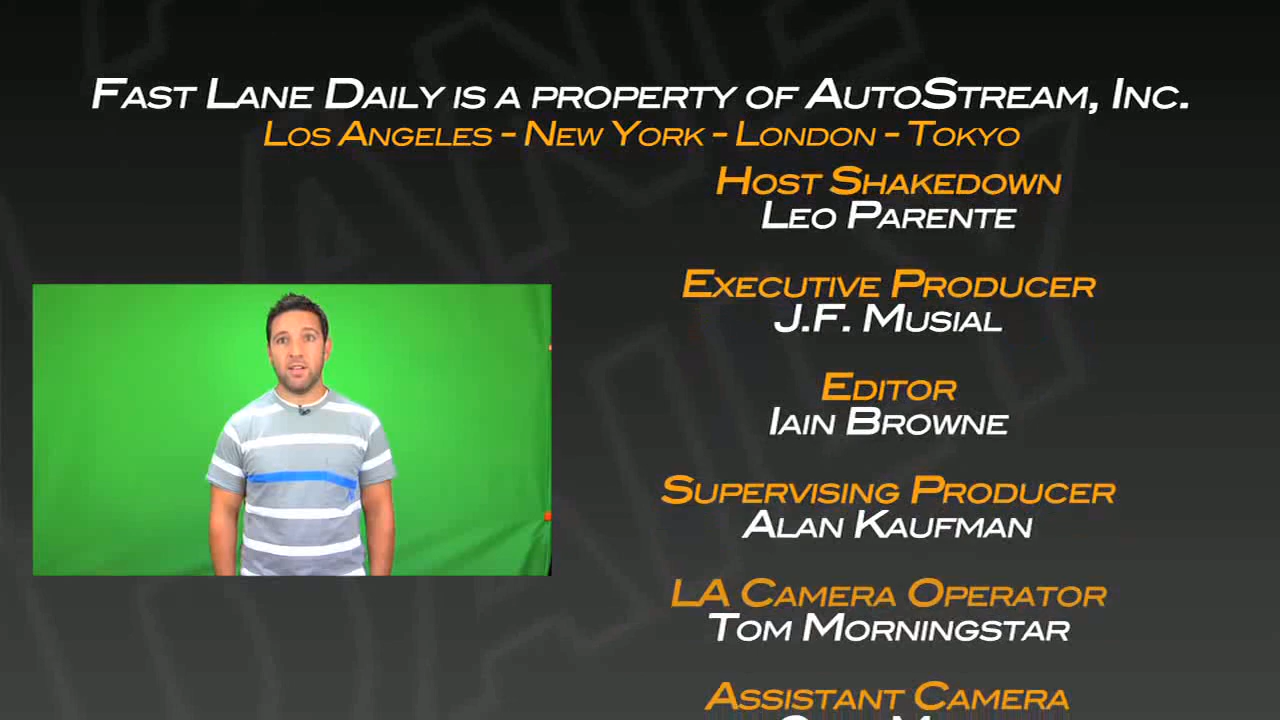 Fast Lane Daily is a property of AutoStream, Inc.
Los Angeles - New York - London - Tokyo
Host Shakedown
Leo Parente
Executive Producer
J.F. Musial
Editor
Iain Browne
Supervising Producer
Alan Kaufman
LA Camera Operator
Tom Morningstar
Assistant Camera